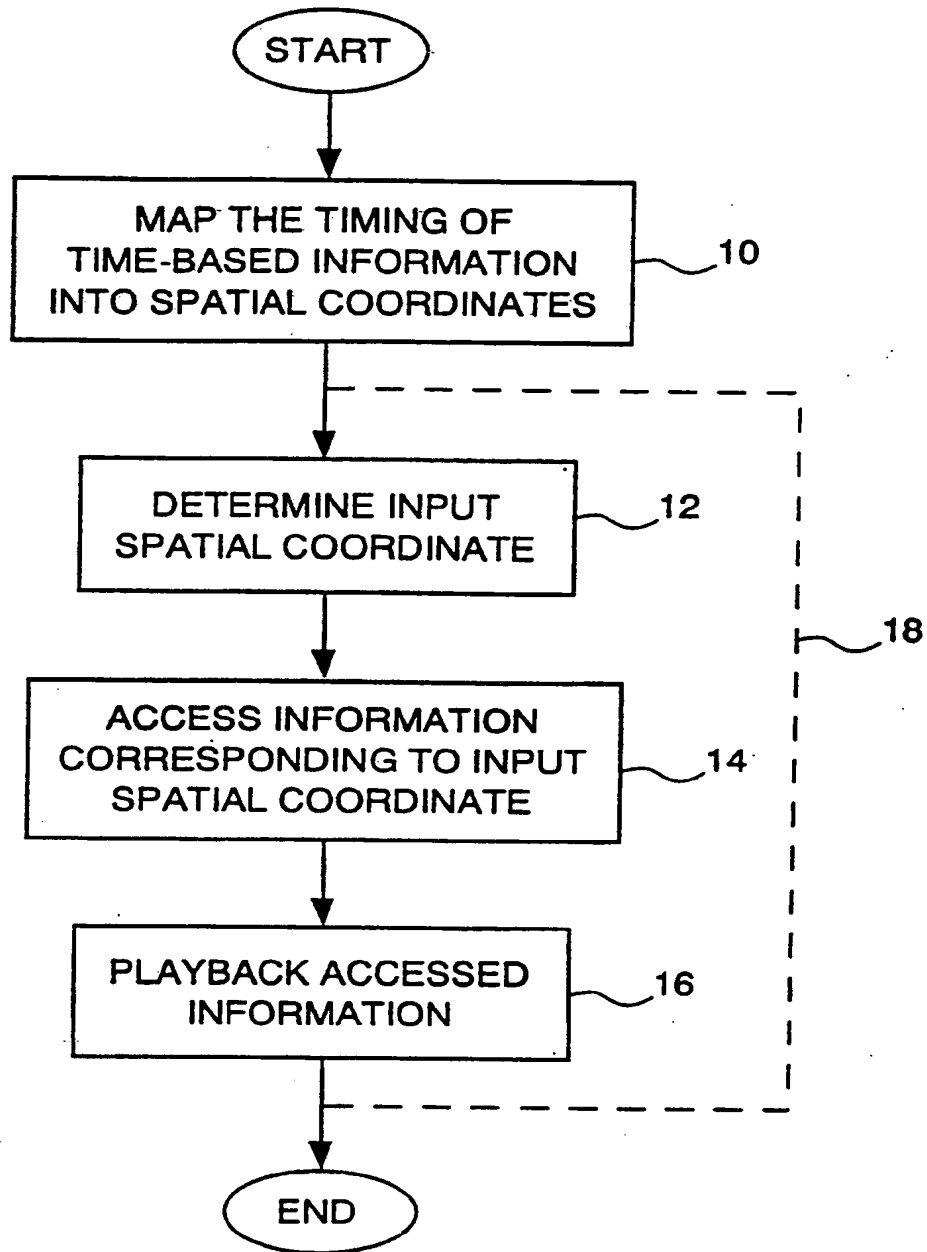 START
MAP THE TIMING OF
TIME-BASED INFORMATION
INTO SPATIAL COORDINATES
10
DETERMINE INPUT
SPATIAL COORDINATE
12
18
ACCESS INFORMATION
CORRESPONDING TO INPUT
SPATIAL COORDINATE
14
PLAYBACK ACCESSED
INFORMATION
16
END